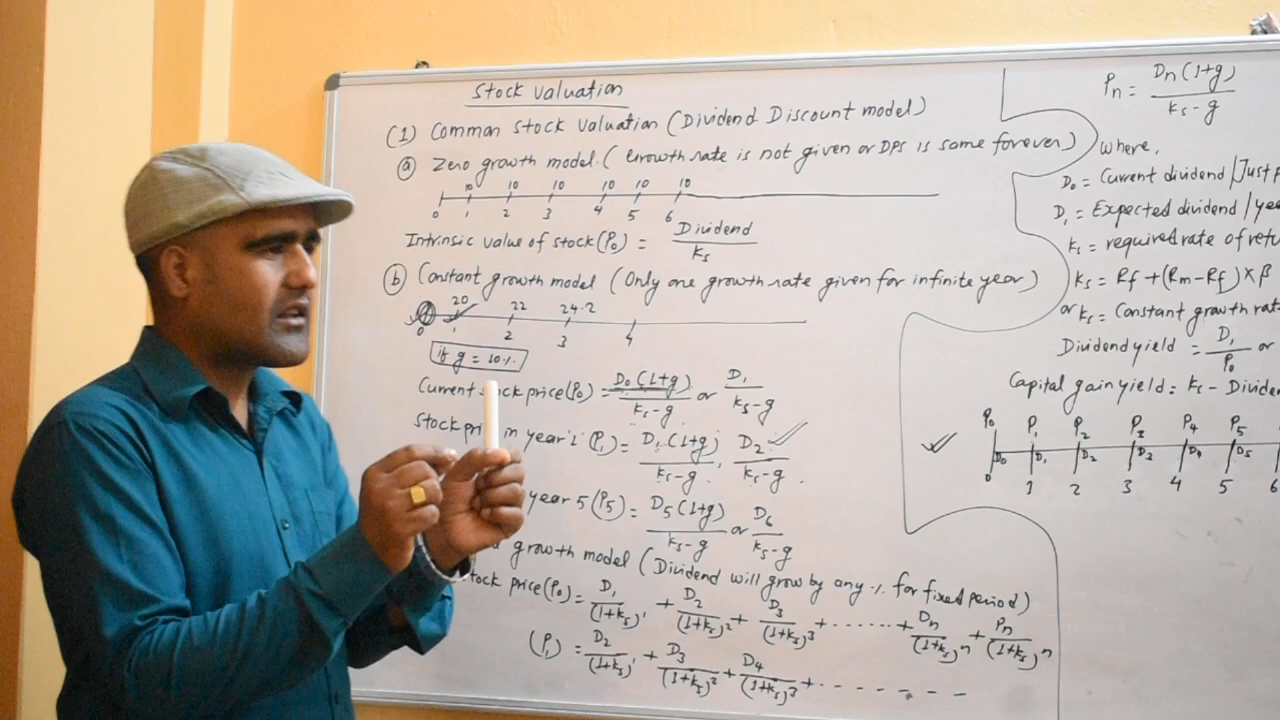 Stock Valuation
(1) Common Stock Valuation (Dividend Discount model)
(a) Zero growth model. (Growth rate is not given or DPS is same forever)
10 10 10 10 10 10
0 1 2 3 4 5 6
Intrinsic value of stock (P₀) = Dividend / kₛ
(b) Constant growth model (Only one growth rate given for infinite year)
20 22 24.2
0 1 2 3 4
if g = 10%
Current stock price (P₀) = D₀(1+g) / kₛ-g or D₁ / kₛ-g
Stock pri in year 1 (P₁) = D₁(1+g) / kₛ-g , D₂ / kₛ-g ✓
year 5 (P₅) = D₅(1+g) / kₛ-g or D₆ / kₛ-g
growth model (Dividend will grow by any % for fixed period)
tock price (P₀) = D₁ / (1+kₛ)¹ + D₂ / (1+kₛ)² + D₃ / (1+kₛ)³ + ...... + Dn / (1+kₛ)ⁿ + Pn / (1+kₛ)ⁿ
(P₁) = D₂ / (1+kₛ)¹ + D₃ / (1+kₛ)² + D₄ / (1+kₛ)³ + - - - - - - -
Pn = Dn(1+g) / kₛ-g
Where,
D₀ = Current dividend / Just p
D₁ = Expected dividend / yea
kₛ = required rate of retu
kₛ = Rf + (Rm-Rf) × β
or kₛ = Constant growth rat
Dividend yield = D₁ / P₀ or
Capital gain yield = kₛ - Divide
✓ P₀ P₁ P₂ P₃ P₄ P₅
D₀ D₁ D₂ D₃ D₄ D₅
0 1 2 3 4 5 6